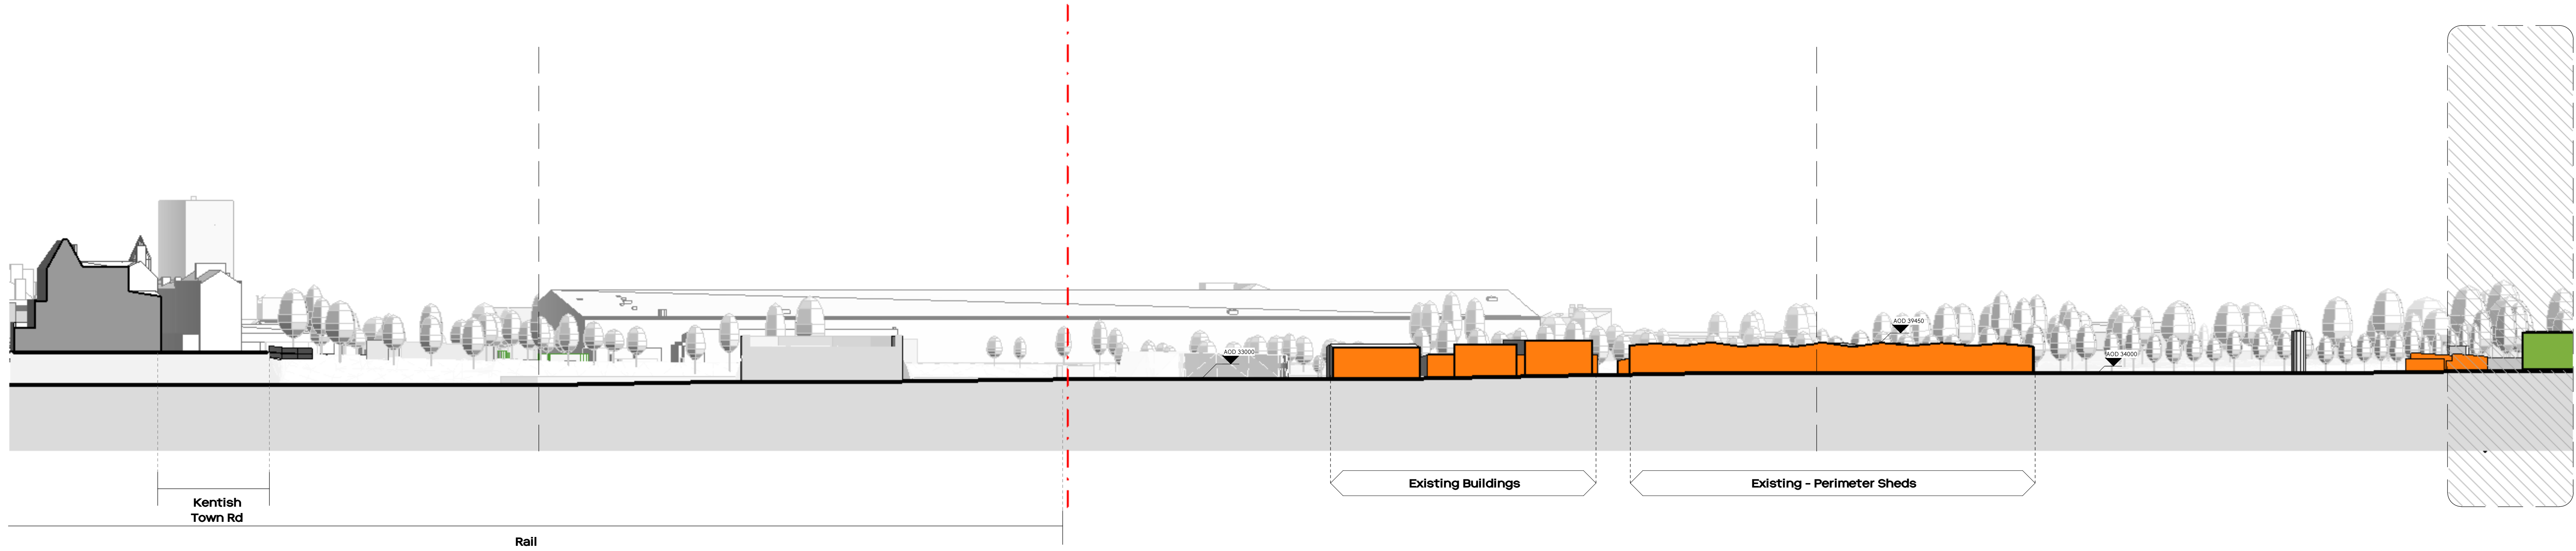 AOD 39450
AOD 33000
AOD 34000
Existing Buildings
Existing - Perimeter Sheds
Kentish
Town Rd
Rail